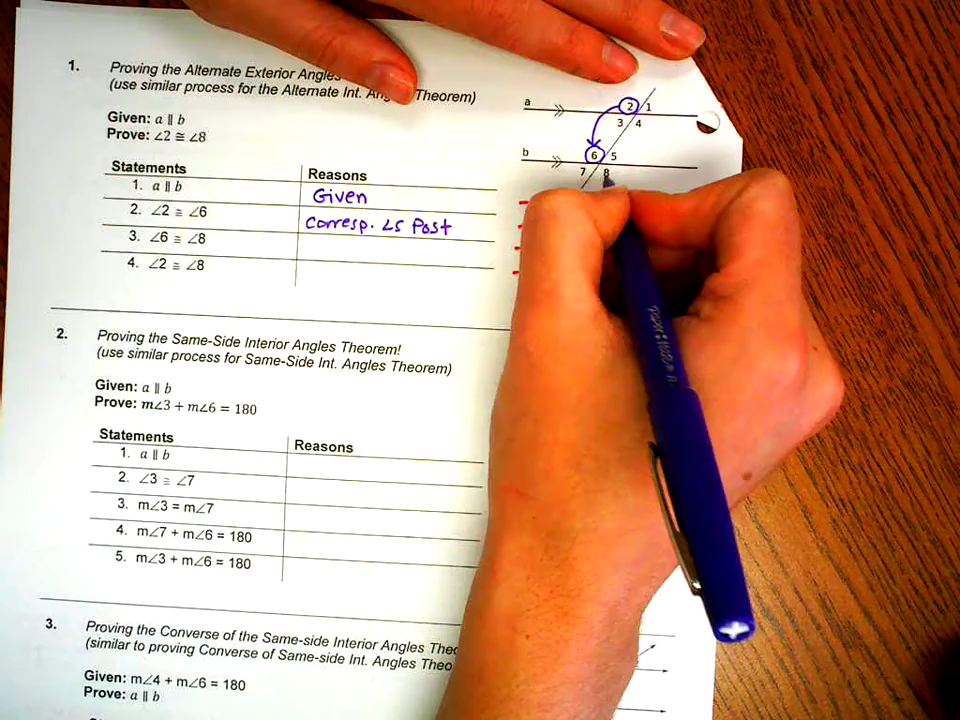 1. Proving the Alternate Exterior Angles
(use similar process for the Alternate Int. Theorem)
a
2 1
3 4
b
6 5
7 8
Given: a ∥ b
Prove: ∠2 ≅ ∠8
Statements Reasons
1. a ∥ b Given
2. ∠2 ≅ ∠6 Corresp. ∠s Post
3. ∠6 ≅ ∠8
4. ∠2 ≅ ∠8
2. Proving the Same-Side Interior Angles Theorem!
(use similar process for Same-Side Int. Angles Theorem)
Given: a ∥ b
Prove: m∠3 + m∠6 = 180
Statements Reasons
1. a ∥ b
2. ∠3 ≅ ∠7
3. m∠3 = m∠7
4. m∠7 + m∠6 = 180
5. m∠3 + m∠6 = 180
3. Proving the Converse of the Same-side Interior Angles
(similar to proving Converse of Same-side Int. Angles
Given: m∠4 + m∠6 = 180
Prove: a ∥ b